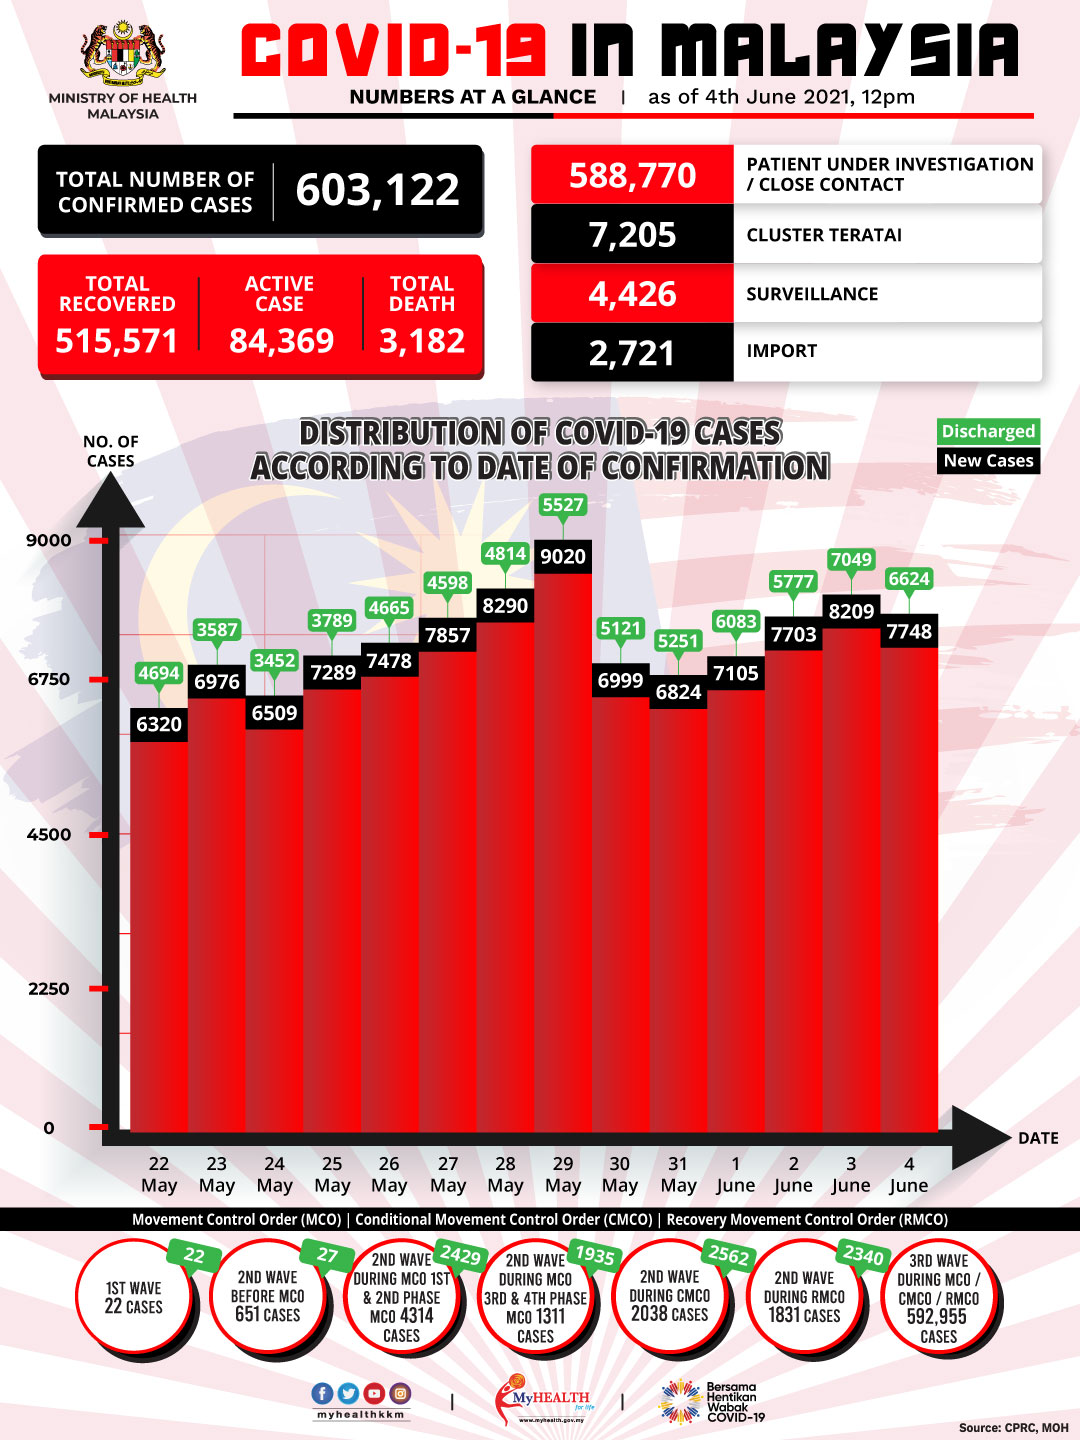 MINISTRY OF HEALTH
MALAYSIA
COVID-19 IN MALAYSIA
NUMBERS AT A GLANCE | as of 4th June 2021, 12pm
TOTAL NUMBER OF
CONFIRMED CASES
603,122
TOTAL
RECOVERED
515,571
ACTIVE
CASE
84,369
TOTAL
DEATH
3,182
588,770
PATIENT UNDER INVESTIGATION
/ CLOSE CONTACT
7,205
CLUSTER TERATAI
4,426
SURVEILLANCE
2,721
IMPORT
DISTRIBUTION OF COVID-19 CASES
ACCORDING TO DATE OF CONFIRMATION
Discharged
New Cases
NO. OF
CASES
9000
6750
4500
2250
0
4694
6320
3587
6976
3452
6509
3789
7289
4665
7478
4598
7857
4814
8290
5527
9020
5121
6999
5251
6824
6083
7105
5777
7703
7049
8209
6624
7748
22
May
23
May
24
May
25
May
26
May
27
May
28
May
29
May
30
May
31
May
1
June
2
June
3
June
4
June
DATE
Movement Control Order (MCO) | Conditional Movement Control Order (CMCO) | Recovery Movement Control Order (RMCO)
22
1ST WAVE
22 CASES
27
2ND WAVE
BEFORE MCO
651 CASES
2429
2ND WAVE
DURING MCO 1ST
& 2ND PHASE
MCO 4314
CASES
1935
2ND WAVE
DURING MCO
3RD & 4TH PHASE
MCO 1311
CASES
2562
2ND WAVE
DURING CMCO
2038 CASES
2340
2ND WAVE
DURING RMCO
1831 CASES
3RD WAVE
DURING MCO /
CMCO / RMCO
592,955
CASES
myhealthkkm
MyHEALTH
for life
www.myhealth.gov.my
Bersama
Hentikan
Wabak
COVID-19
Source: CPRC, MOH